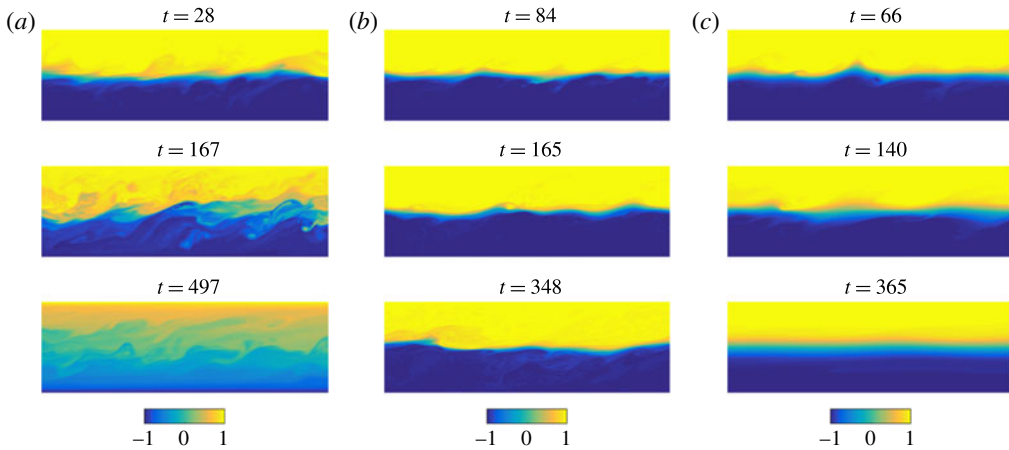 (a) t = 28 (b) t = 84 (c) t = 66
t = 167 t = 165 t = 140
t = 497 t = 348 t = 365
–1 0 1 –1 0 1 –1 0 1